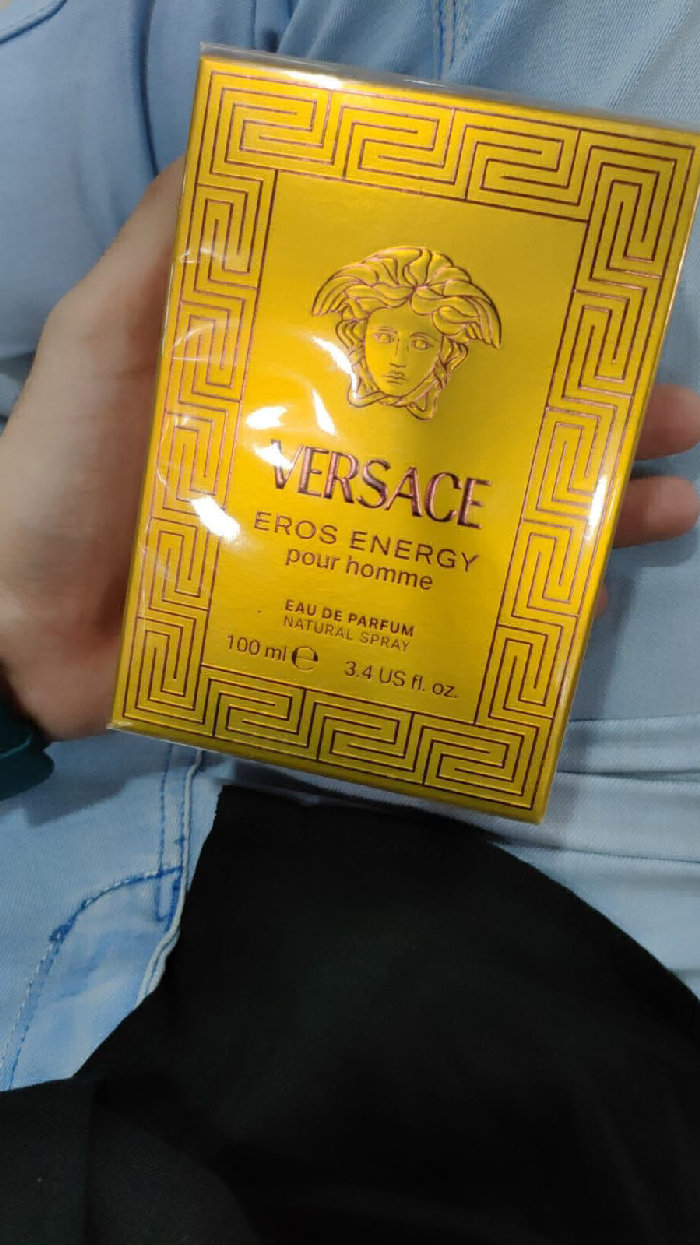 VERSACE
EROS ENERGY
pour homme
EAU DE PARFUM
NATURAL SPRAY
100 ml ℮ 3.4 US fl. oz.